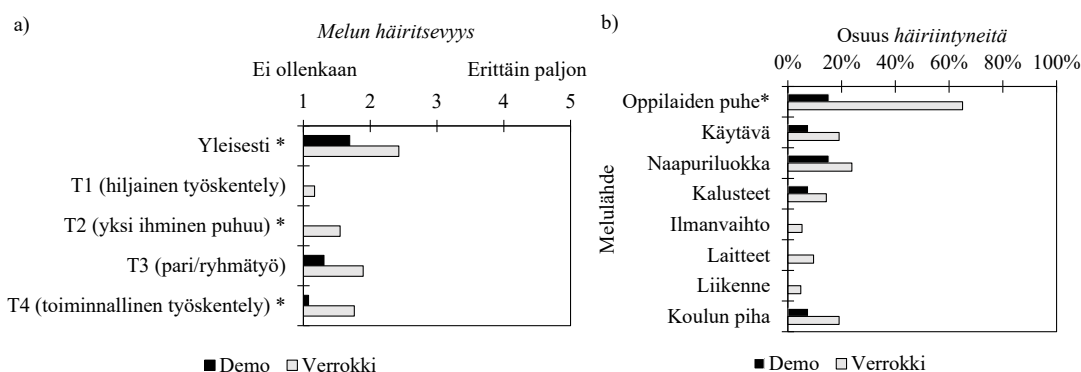 a)
Melun häiritsevyys
Ei ollenkaan Erittäin paljon
1 2 3 4 5
Yleisesti *
T1 (hiljainen työskentely)
T2 (yksi ihminen puhuu) *
T3 (pari/ryhmätyö)
T4 (toiminnallinen työskentely) *
Demo Verrokki
b)
Osuus häiriintyneitä
0% 20% 40% 60% 80% 100%
Melulähde
Oppilaiden puhe*
Käytävä
Naapuriluokka
Kalusteet
Ilmanvaihto
Laitteet
Liikenne
Koulun piha
Demo Verrokki